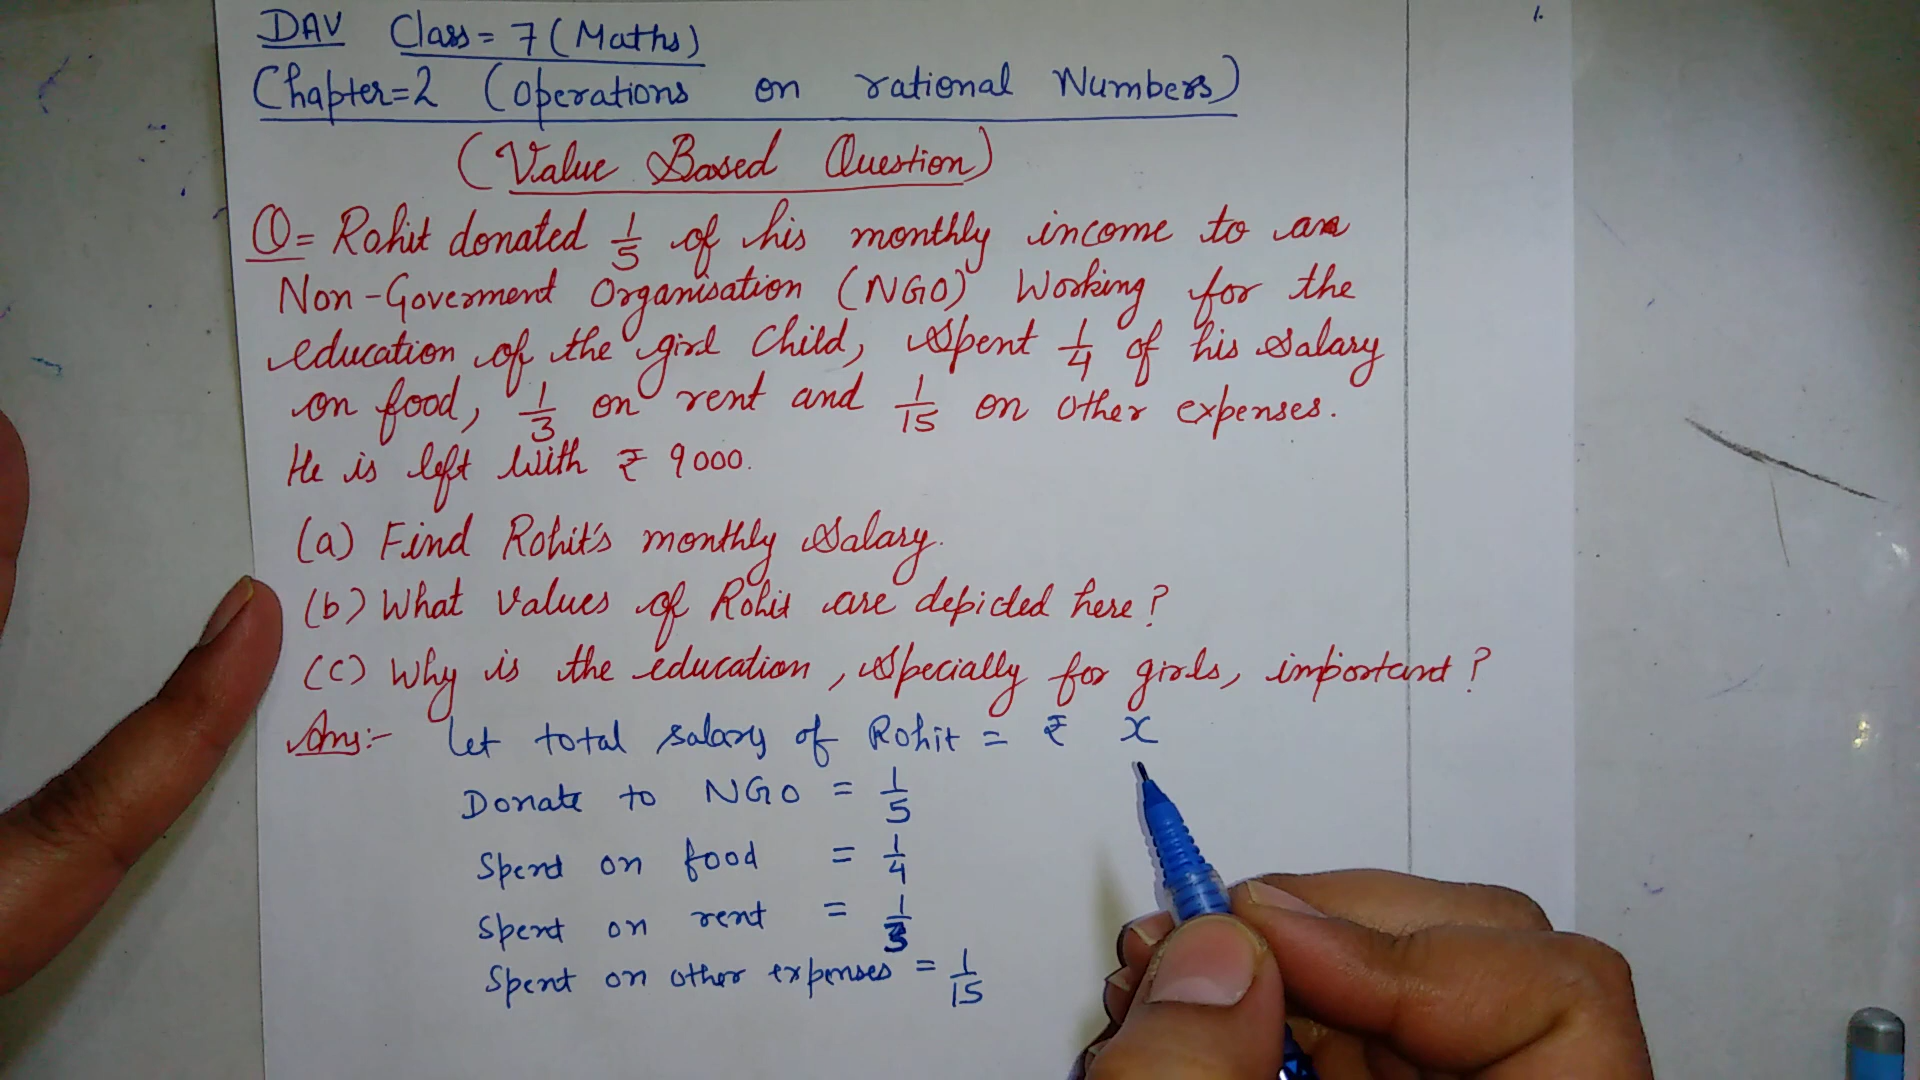 DAV Class = 7 (Maths)
Chapter=2 (Operations on rational Numbers)
(Value Based Question)
Q= Rohit donated 1/5 of his monthly income to an
Non-Goverment Organisation (NGO) Working for the
education of the girl child, Spent 1/4 of his salary
on food, 1/3 on rent and 1/15 on other expenses.
He is left with ₹ 9000.
(a) Find Rohit's monthly salary.
(b) What values of Rohit are depicted here?
(c) Why is the education, specially for girls, important?
Ans:- Let total salary of Rohit = ₹ x
Donate to NGO = 1/5
Spent on food = 1/4
Spent on rent = 1/3
Spent on other expenses = 1/15